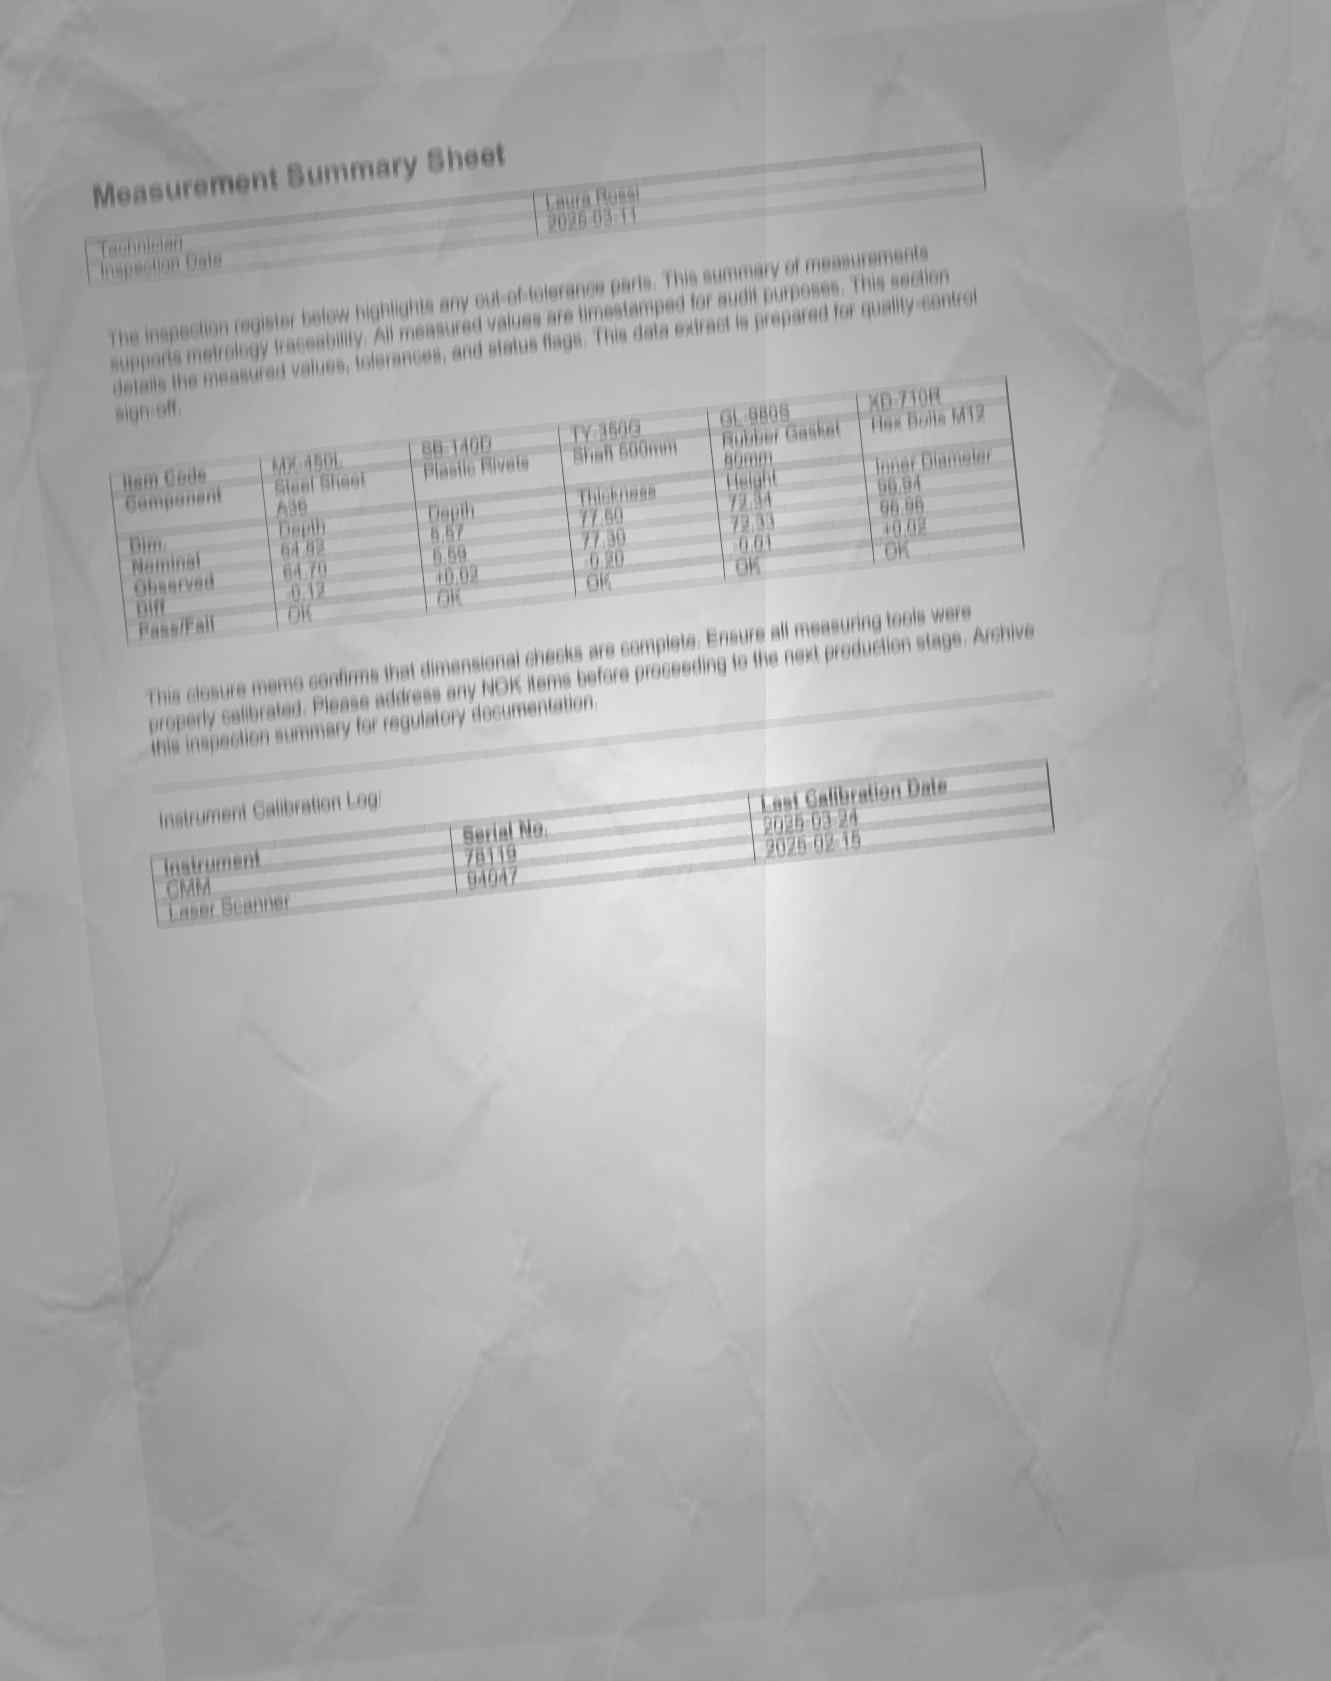 Measurement Summary Sheet
Technician Laura Rossi
Inspection Date 2025-03-11
The inspection register below highlights any out-of-tolerance parts. This summary of measurements
supports metrology traceability. All measured values are timestamped for audit purposes. This section
details the measured values, tolerances, and status flags. This data extract is prepared for quality-control
sign-off.
Item Code MX-450L SB-140D TY-350G GL-980S XD-710R
Component Steel Sheet Plastic Rivets Shaft 500mm Rubber Gasket Hex Bolts M12
A36 80mm
Dim. Depth Depth Thickness Height Inner Diameter
Nominal 64.82 77.50 72.34 96.94
Observed 64.70 77.30 72.33 96.96
Diff -0.12 +0.02 -0.20 -0.01 +0.02
Pass/Fail OK OK OK OK OK
This closure memo confirms that dimensional checks are complete. Ensure all measuring tools were
properly calibrated. Please address any NOK items before proceeding to the next production stage. Archive
this inspection summary for regulatory documentation.
Instrument Calibration Log:
Instrument Serial No. Last Calibration Date
CMM 78119 2025-03-24
Laser Scanner 94047 2025-02-15